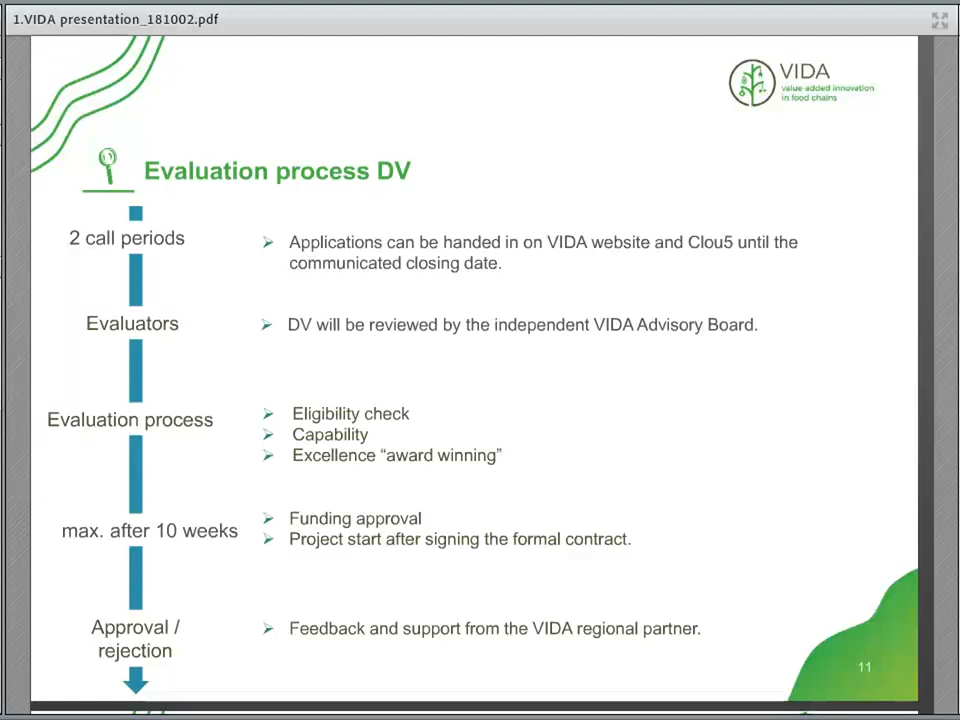 1.VIDA presentation_181002.pdf
VIDA
value-added innovation
in food chains
Evaluation process DV
2 call periods
➢ Applications can be handed in on VIDA website and Clou5 until the
communicated closing date.
Evaluators
➢ DV will be reviewed by the independent VIDA Advisory Board.
Evaluation process
➢ Eligibility check
➢ Capability
➢ Excellence “award winning”
max. after 10 weeks
➢ Funding approval
➢ Project start after signing the formal contract.
Approval /
rejection
➢ Feedback and support from the VIDA regional partner.
11